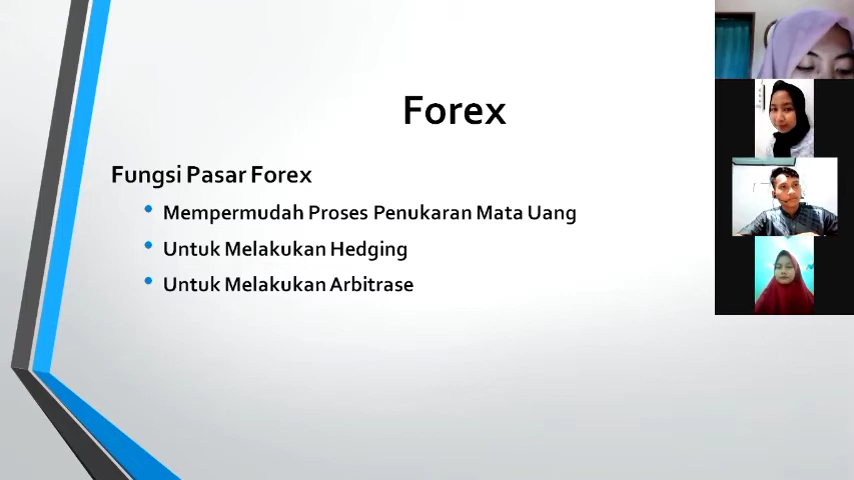 Forex
Fungsi Pasar Forex
Mempermudah Proses Penukaran Mata Uang
Untuk Melakukan Hedging
Untuk Melakukan Arbitrase